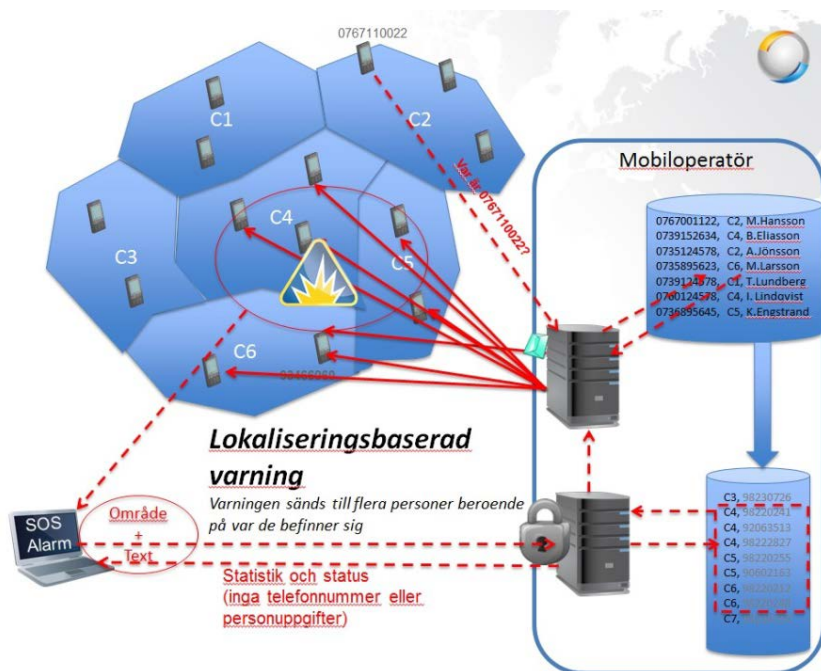 0767110022
C1
C2
C3
C4
C5
C6
Var är 0767110022?
Mobiloperatör
0767001122, C2, M.Hansson
0739152634, C4, B.Eliasson
0735124578, C2, A.Jönsson
0735895623, C6, M.Larsson
0739124878, C1, T.Lundberg
0760124578, C4, I. Lindqvist
0736895645, C5, K.Engstrand
Lokaliseringsbaserad
varning
Varningen sänds till flera personer beroende
på var de befinner sig
SOS
Alarm
Område
+
Text
Statistik och status
(inga telefonnummer eller
personuppgifter)
C3, 98230726
C4, 98220241
C4, 92063513
C4, 98222827
C5, 98220255
C5, 90602163
C6, 98220212
C6,
C7,